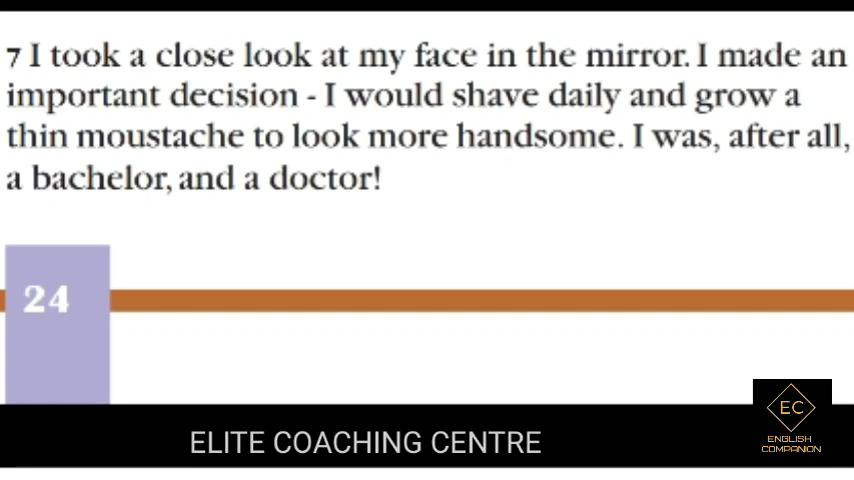 7 I took a close look at my face in the mirror. I made an
important decision - I would shave daily and grow a
thin moustache to look more handsome. I was, after all,
a bachelor, and a doctor!
24
EC
ENGLISH
COMPANION
ELITE COACHING CENTRE